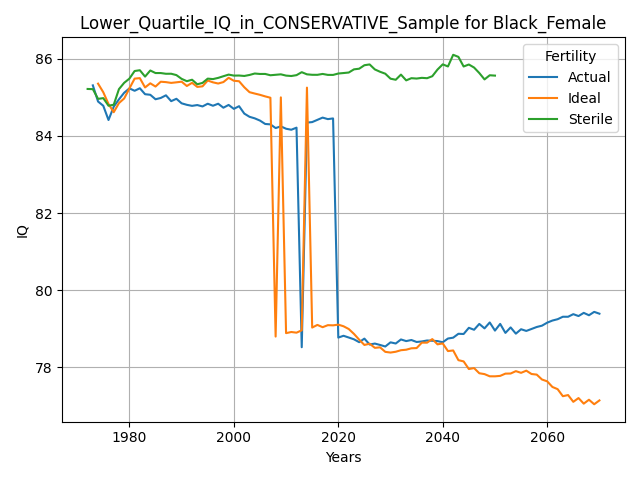 Lower_Quartile_IQ_in_CONSERVATIVE_Sample for Black_Female
Fertility
Actual
Ideal
Sterile
IQ
86
84
82
80
78
1980
2000
2020
2040
2060
Years